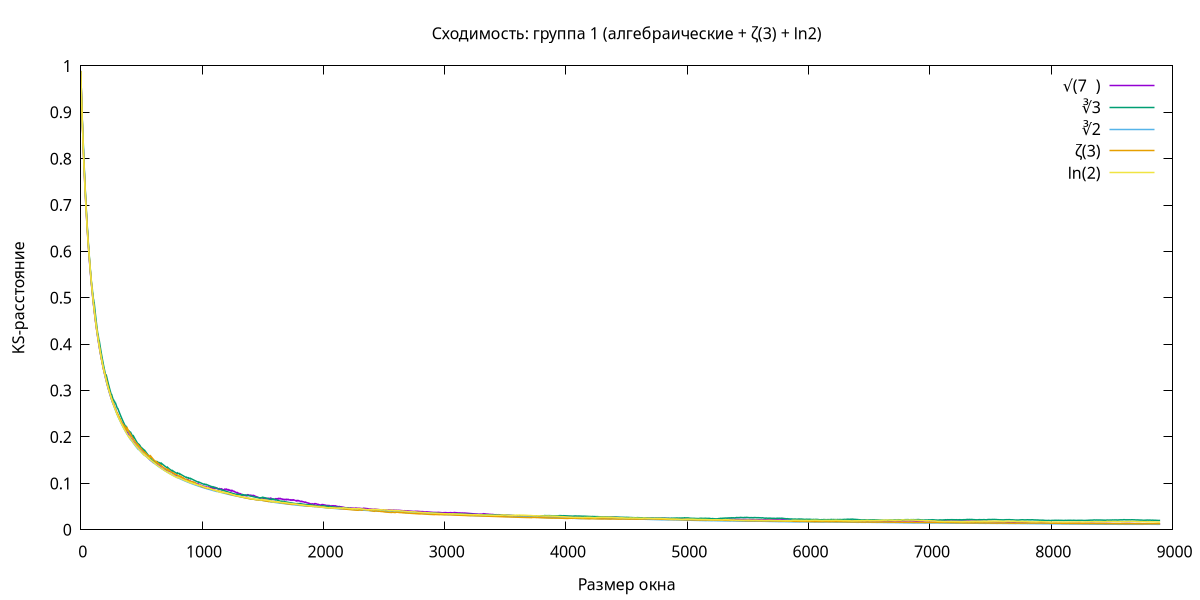 Сходимость: группа 1 (алгебраические + ζ(3) + ln2)
√(7  )
∛3
∛2
ζ(3)
ln(2)
1
0.9
0.8
0.7
0.6
0.5
0.4
0.3
0.2
0.1
0
KS-расстояние
0 1000 2000 3000 4000 5000 6000 7000 8000 9000
Размер окна